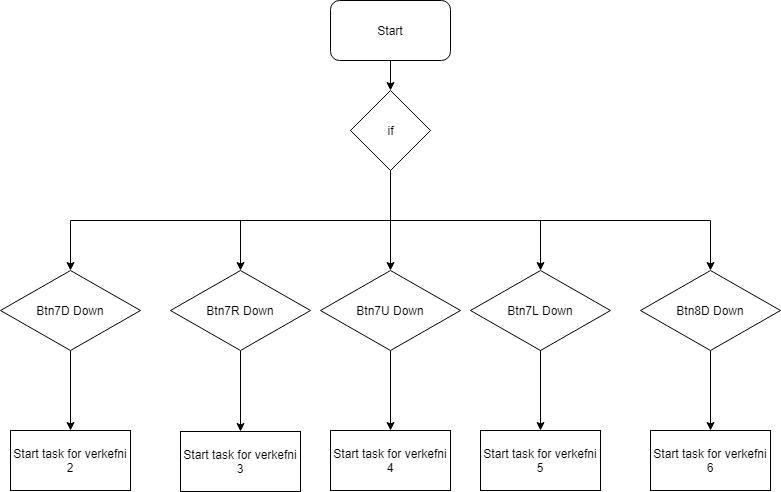 Start
if
Btn7D Down
Btn7R Down
Btn7U Down
Btn7L Down
Btn8D Down
Start task for verkefni
2
Start task for verkefni
3
Start task for verkefni
4
Start task for verkefni
5
Start task for verkefni
6